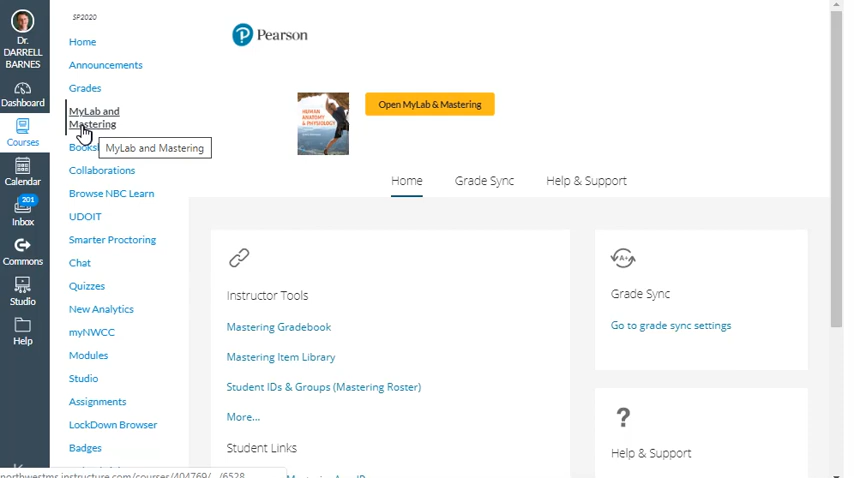 Dr.
DARRELL
BARNES
Dashboard
Courses
Calendar
201
Inbox
Commons
Studio
Help
SP2020
Home
Announcements
Grades
MyLab and
Mastering
MyLab and Mastering
Collaborations
Browse NBC Learn
UDOIT
Smarter Proctoring
Chat
Quizzes
New Analytics
myNWCC
Modules
Studio
Assignments
LockDown Browser
Badges
Pearson
HUMAN
ANATOMY &
PHYSIOLOGY
Open MyLab & Mastering
Home Grade Sync Help & Support
Instructor Tools
Mastering Gradebook
Mastering Item Library
Student IDs & Groups (Mastering Roster)
More...
Student Links
A+
Grade Sync
Go to grade sync settings
?
Help & Support